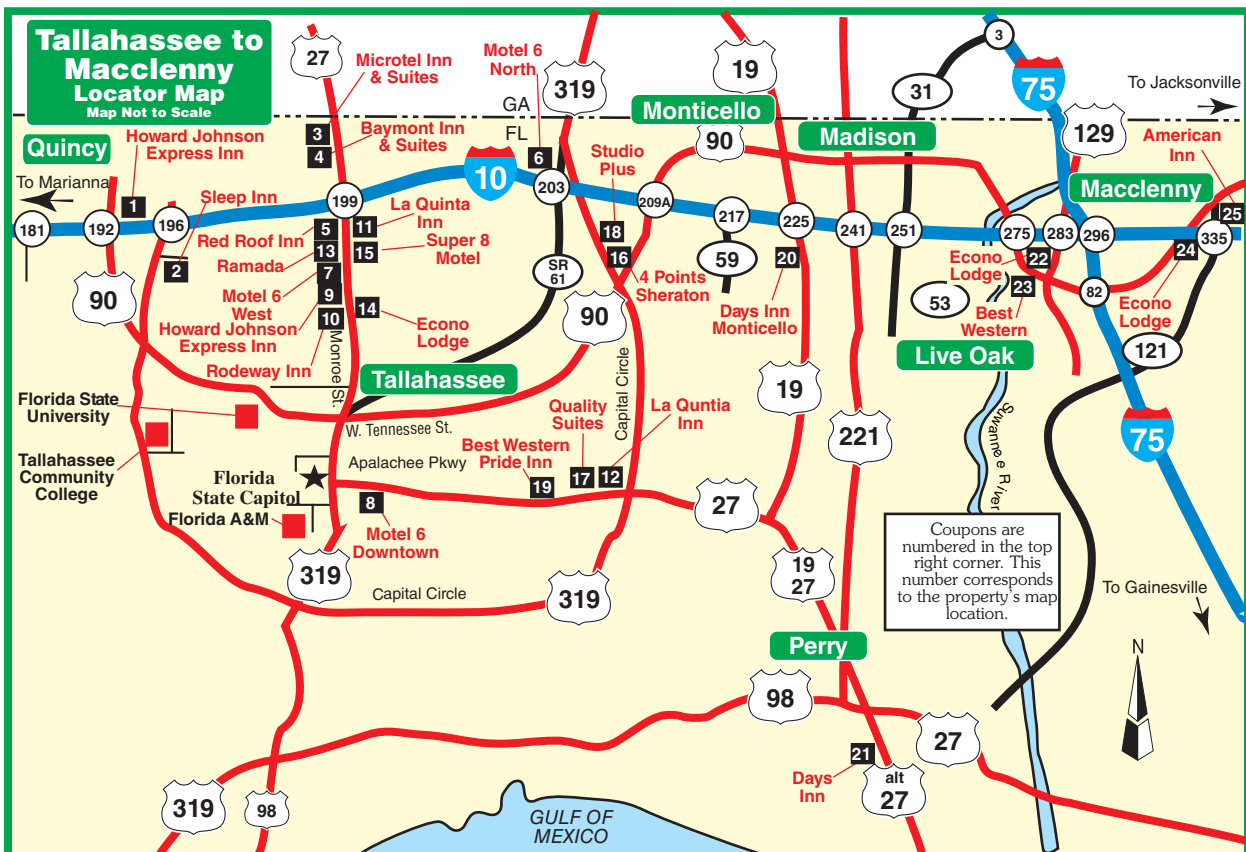 Tallahassee to
Macclenny
Locator Map
Map Not to Scale
27
Microtel Inn
& Suites
Motel 6
North
319
19
3
31
75
To Jacksonville
GA
FL
Monticello
Madison
129
American
Inn
Quincy
Howard Johnson
Express Inn
3
4
Baymont Inn
& Suites
6
Studio
Plus
90
Macclenny
To Marianna
1
Sleep Inn
10
203
209A
217
225
241
251
275
283
296
335
25
181
192
196
199
Red Roof Inn
5
11
La Quinta
Inn
18
Ramada
13
15
Super 8
Motel
16
59
20
Econo
Lodge
22
24
2
Motel 6
West
7
SR
61
4 Points
Sheraton
90
Howard Johnson
Express Inn
9
14
Econo
Lodge
90
Days Inn
Monticello
53
23
Best
Western
82
Econo
Lodge
Rodeway Inn
10
Monroe St.
121
Live Oak
Tallahassee
Capital Circle
19
Florida State
University
W. Tennessee St.
Quality
Suites
La Quntia
Inn
221
Suwannee River
75
Tallahassee
Community
College
Apalachee Pkwy
Best Western
Pride Inn
19
17
12
Florida
State Capitol
Florida A&M
8
Motel 6
Downtown
27
Coupons are
numbered in the top
right corner. This
number corresponds
to the property's map
location.
319
Capital Circle
319
19
27
To Gainesville
Perry
N
98
27
21
Days
Inn
alt
27
319
98
GULF OF
MEXICO